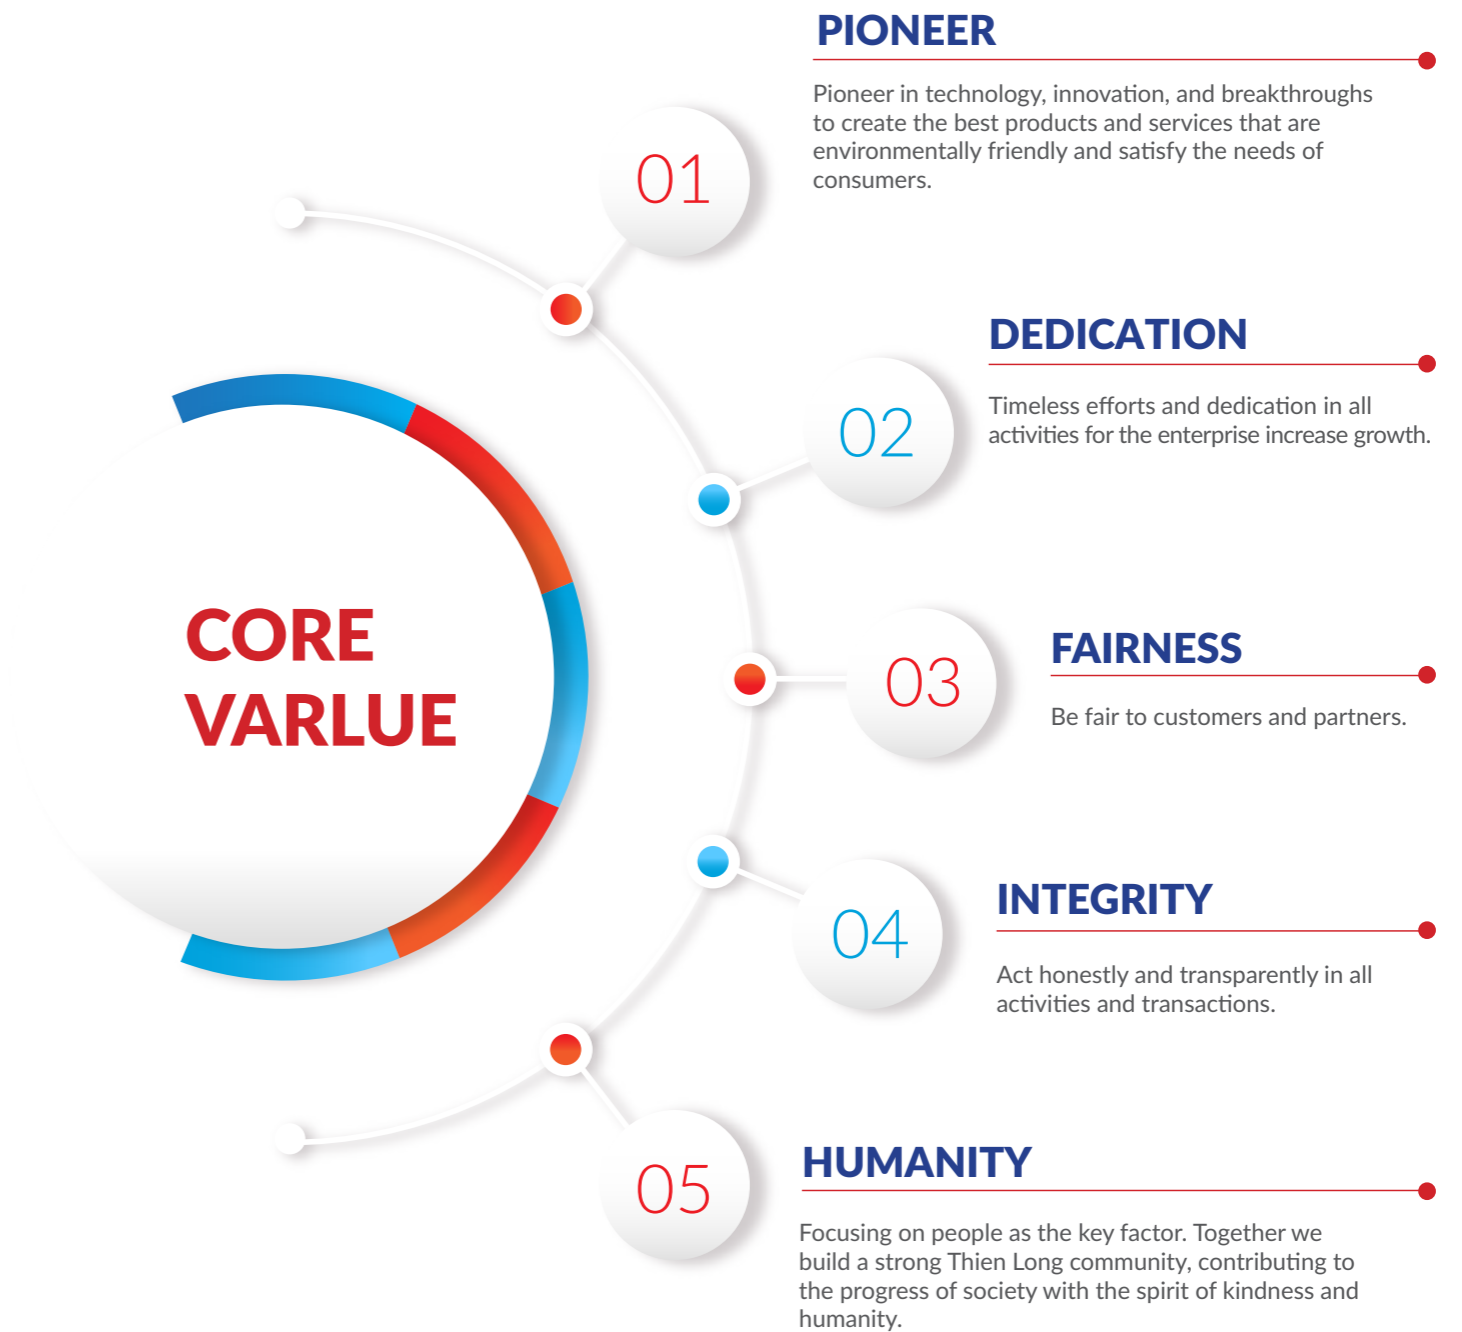 CORE
VARLUE
01
PIONEER
Pioneer in technology, innovation, and breakthroughs
to create the best products and services that are
environmentally friendly and satisfy the needs of
consumers.
02
DEDICATION
Timeless efforts and dedication in all
activities for the enterprise increase growth.
03
FAIRNESS
Be fair to customers and partners.
04
INTEGRITY
Act honestly and transparently in all
activities and transactions.
05
HUMANITY
Focusing on people as the key factor. Together we
build a strong Thien Long community, contributing to
the progress of society with the spirit of kindness and
humanity.